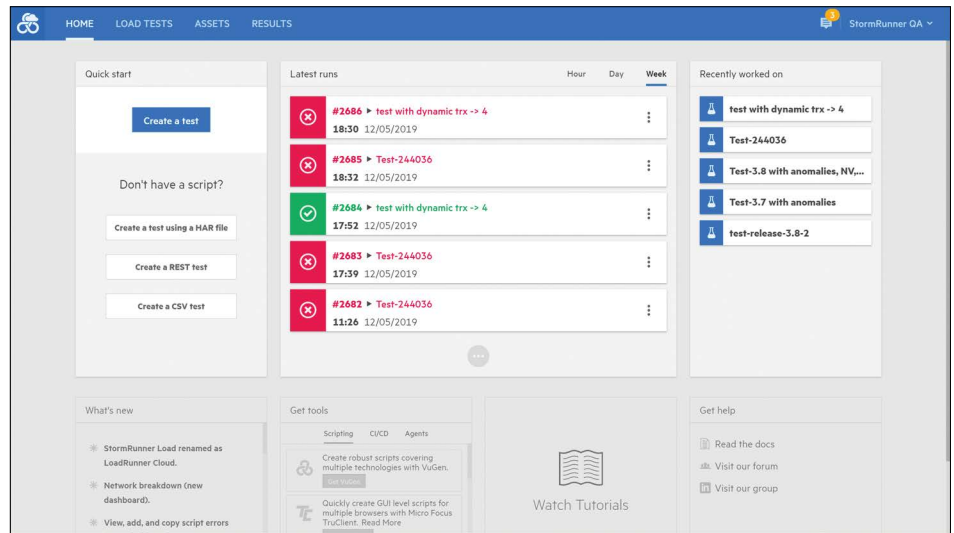 HOME LOAD TESTS ASSETS RESULTS
3
StormRunner QA
Quick start
Create a test
Don't have a script?
Create a test using a HAR file
Create a REST test
Create a CSV test
Latest runs
Hour Day Week
#2686 ▸ test with dynamic trx -> 4
18:30 12/05/2019
#2685 ▸ Test-244036
18:32 12/05/2019
#2684 ▸ test with dynamic trx -> 4
17:52 12/05/2019
#2683 ▸ Test-244036
17:39 12/05/2019
#2682 ▸ Test-244036
11:26 12/05/2019
Recently worked on
test with dynamic trx -> 4
Test-244036
Test-3.8 with anomalies, NV,...
Test-3.7 with anomalies
test-release-3.8-2
What's new
StormRunner Load renamed as
LoadRunner Cloud.
Network breakdown (new
dashboard).
View, add, and copy script errors
Get tools
Scripting CI/CD Agents
Create robust scripts covering
multiple technologies with VuGen.
Get VuGen
TC
Quickly create GUI level scripts for
multiple browsers with Micro Focus
TruClient. Read More
Watch Tutorials
Get help
Read the docs
Visit our forum
in Visit our group